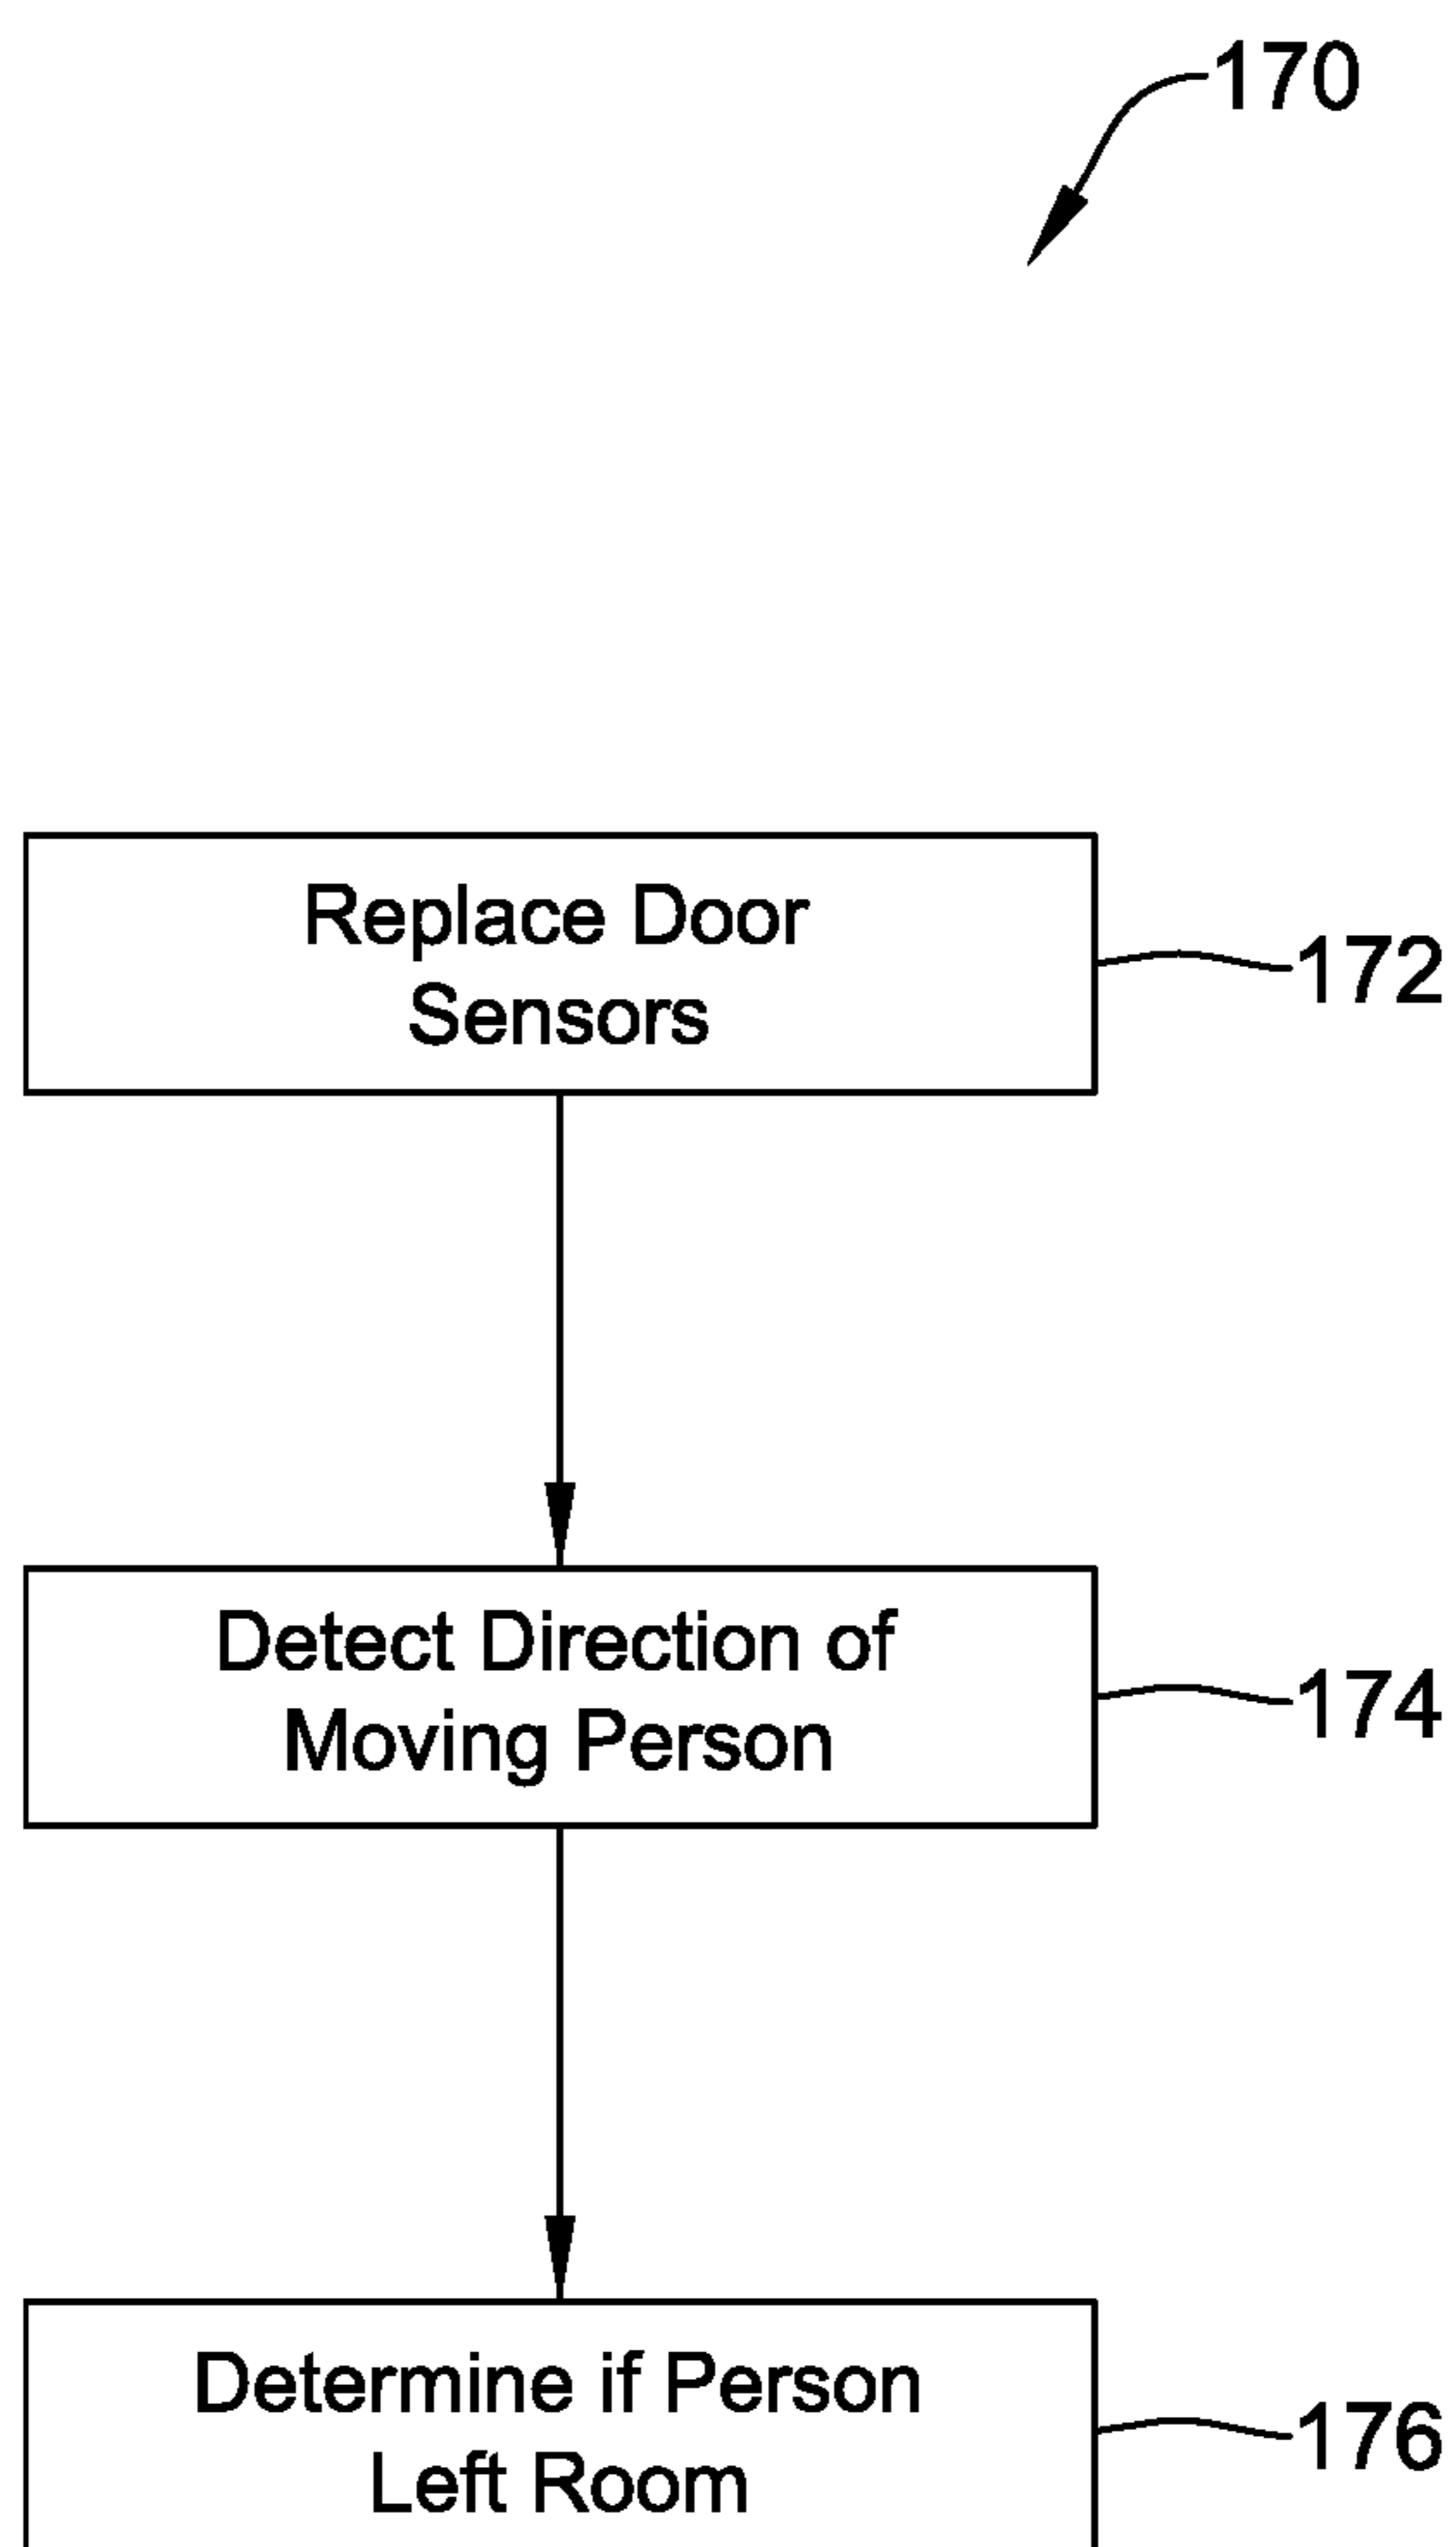 170
Replace Door
Sensors
172
Detect Direction of
Moving Person
174
Determine if Person
Left Room
176